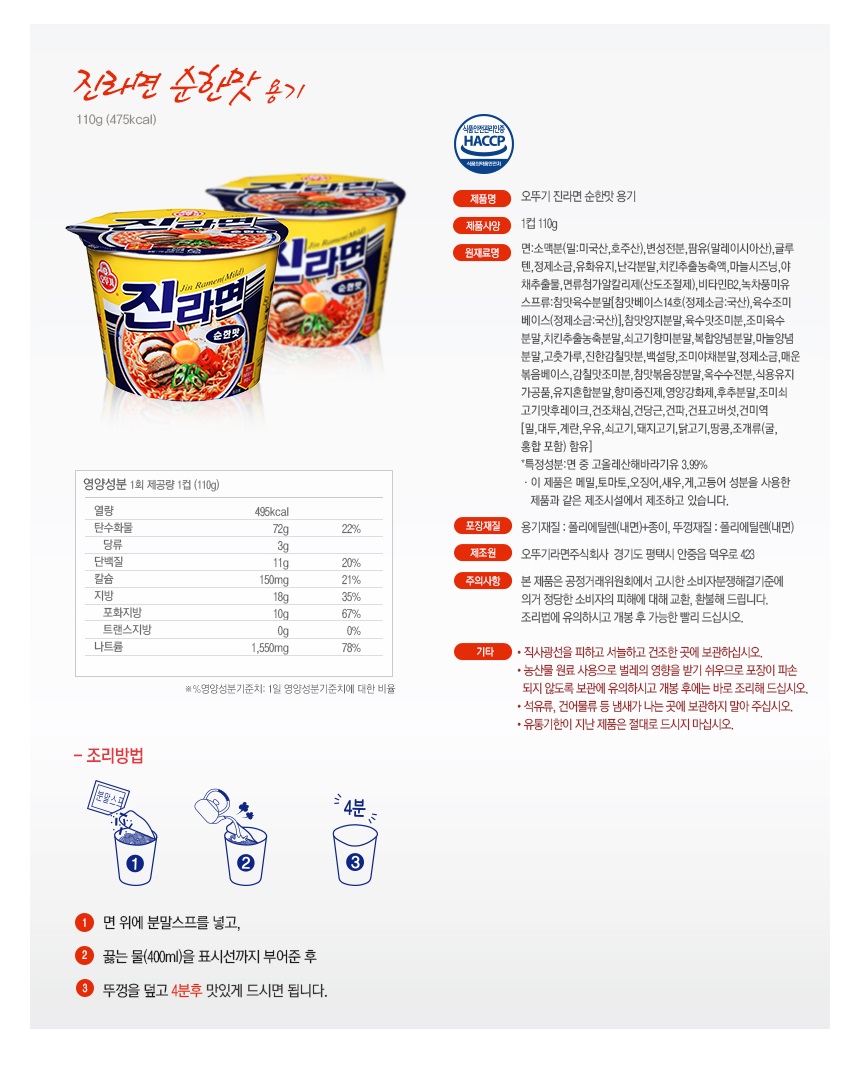 진라면 순한맛 용기
110g (475kcal)
오뚜기
Jin Ramen(Mild)
진라면
순한맛
식품안전관리인증
HACCP
식품의약품안전처
제품명 오뚜기 진라면 순한맛 용기
제품사양 1컵 110g
원재료명 면:소맥분(밀:미국산,호주산),변성전분,팜유(말레이시아산),글루
텐,정제소금,유화유지,난각분말,치킨추출농축액,마늘시즈닝,야
채추출물,면류첨가알칼리제(산도조절제),비타민B2,녹차풍미유
스프류:참맛육수분말[참맛베이스14호(정제소금:국산),육수조미
베이스(정제소금:국산)],참맛양지분말,육수맛조미분,조미육수
분말,치킨추출농축분말,쇠고기향미분말,복합양념분말,마늘양념
분말,고춧가루,진한감칠맛분,백설탕,조미야채분말,정제소금,매운
볶음베이스,감칠맛조미분,참맛볶음장분말,옥수수전분,식용유지
가공품,유지혼합분말,향미증진제,영양강화제,후추분말,조미쇠
고기맛후레이크,건조채심,건당근,건파,건표고버섯,건미역
[밀,대두,계란,우유,쇠고기,돼지고기,닭고기,땅콩,조개류(굴,
홍합 포함) 함유]
*특정성분:면 중 고올레산해바라기유 3.99%
· 이 제품은 메밀,토마토,오징어,새우,게,고등어 성분을 사용한
제품과 같은 제조시설에서 제조하고 있습니다.
포장재질 용기재질 : 폴리에틸렌(내면)+종이, 뚜껑재질 : 폴리에틸렌(내면)
제조원 오뚜기라면주식회사 경기도 평택시 안중읍 덕우로 423
주의사항 본 제품은 공정거래위원회에서 고시한 소비자분쟁해결기준에
의거 정당한 소비자의 피해에 대해 교환, 환불해 드립니다.
조리법에 유의하시고 개봉 후 가능한 빨리 드십시오.
기타 • 직사광선을 피하고 서늘하고 건조한 곳에 보관하십시오.
• 농산물 원료 사용으로 벌레의 영향을 받기 쉬우므로 포장이 파손
되지 않도록 보관에 유의하시고 개봉 후에는 바로 조리해 드십시오.
• 석유류, 건어물류 등 냄새가 나는 곳에 보관하지 말아 주십시오.
• 유통기한이 지난 제품은 절대로 드시지 마십시오.
영양성분 1회 제공량 1컵 (110g)
열량 495kcal
탄수화물 72g 22%
당류 3g
단백질 11g 20%
칼슘 150mg 21%
지방 18g 35%
포화지방 10g 67%
트랜스지방 0g 0%
나트륨 1,550mg 78%
※%영양성분기준치: 1일 영양성분기준치에 대한 비율
– 조리방법
분말스프
4분
1
2
3
1 면 위에 분말스프를 넣고,
2 끓는 물(400ml)을 표시선까지 부어준 후
3 뚜껑을 덮고 4분후 맛있게 드시면 됩니다.